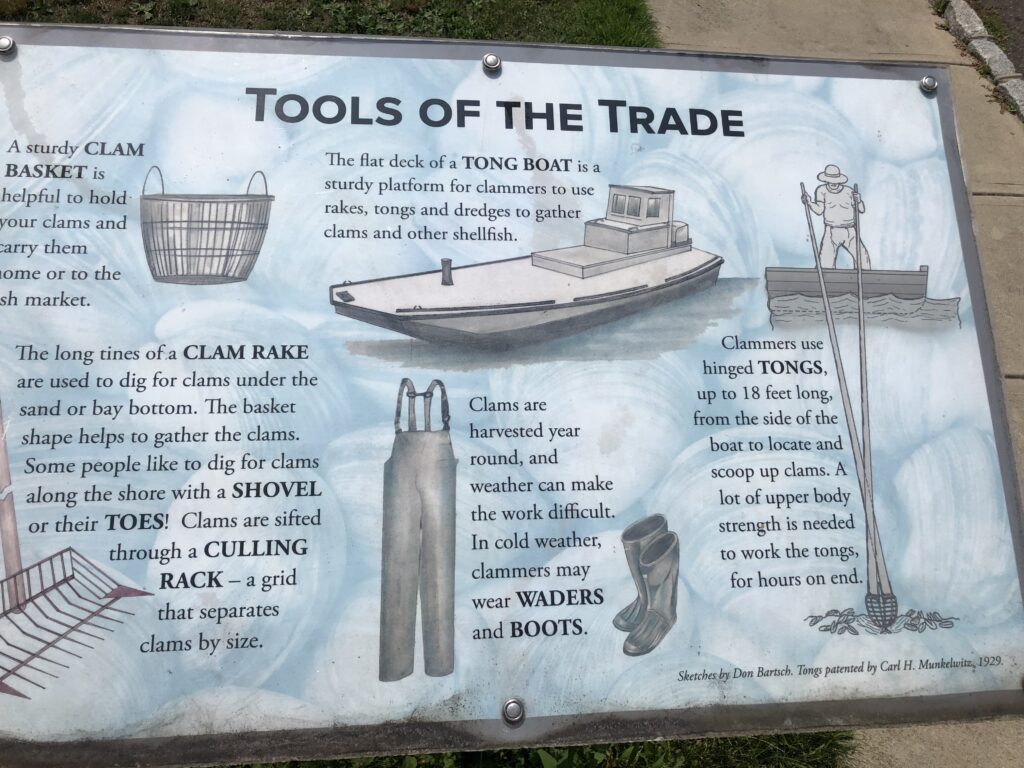 TOOLS OF THE TRADE
A sturdy CLAM
BASKET is
helpful to hold
your clams and
carry them
home or to the
sh market.
The flat deck of a TONG BOAT is a
sturdy platform for clammers to use
rakes, tongs and dredges to gather
clams and other shellfish.
The long tines of a CLAM RAKE
are used to dig for clams under the
sand or bay bottom. The basket
shape helps to gather the clams.
Some people like to dig for clams
along the shore with a SHOVEL
or their TOES! Clams are sifted
through a CULLING
RACK – a grid
that separates
clams by size.
Clams are
harvested year
round, and
weather can make
the work difficult.
In cold weather,
clammers may
wear WADERS
and BOOTS.
Clammers use
hinged TONGS,
up to 18 feet long,
from the side of the
boat to locate and
scoop up clams. A
lot of upper body
strength is needed
to work the tongs,
for hours on end.
Sketches by Don Bartsch. Tongs patented by Carl H. Munkelwitz, 1929.